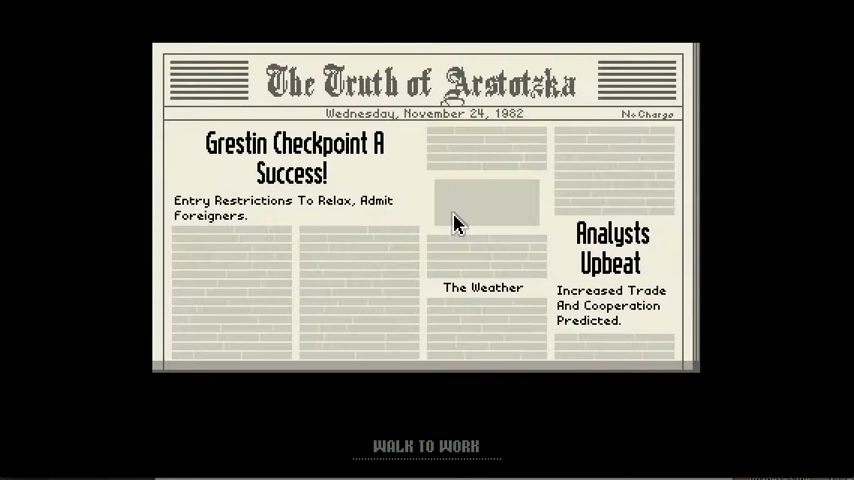 The Truth of Arstotzka
Wednesday, November 24, 1982
No Charge
Grestin Checkpoint A
Success!
Entry Restrictions To Relax, Admit
Foreigners.
The Weather
Analysts
Upbeat
Increased Trade
And Cooperation
Predicted.
WALK TO WORK